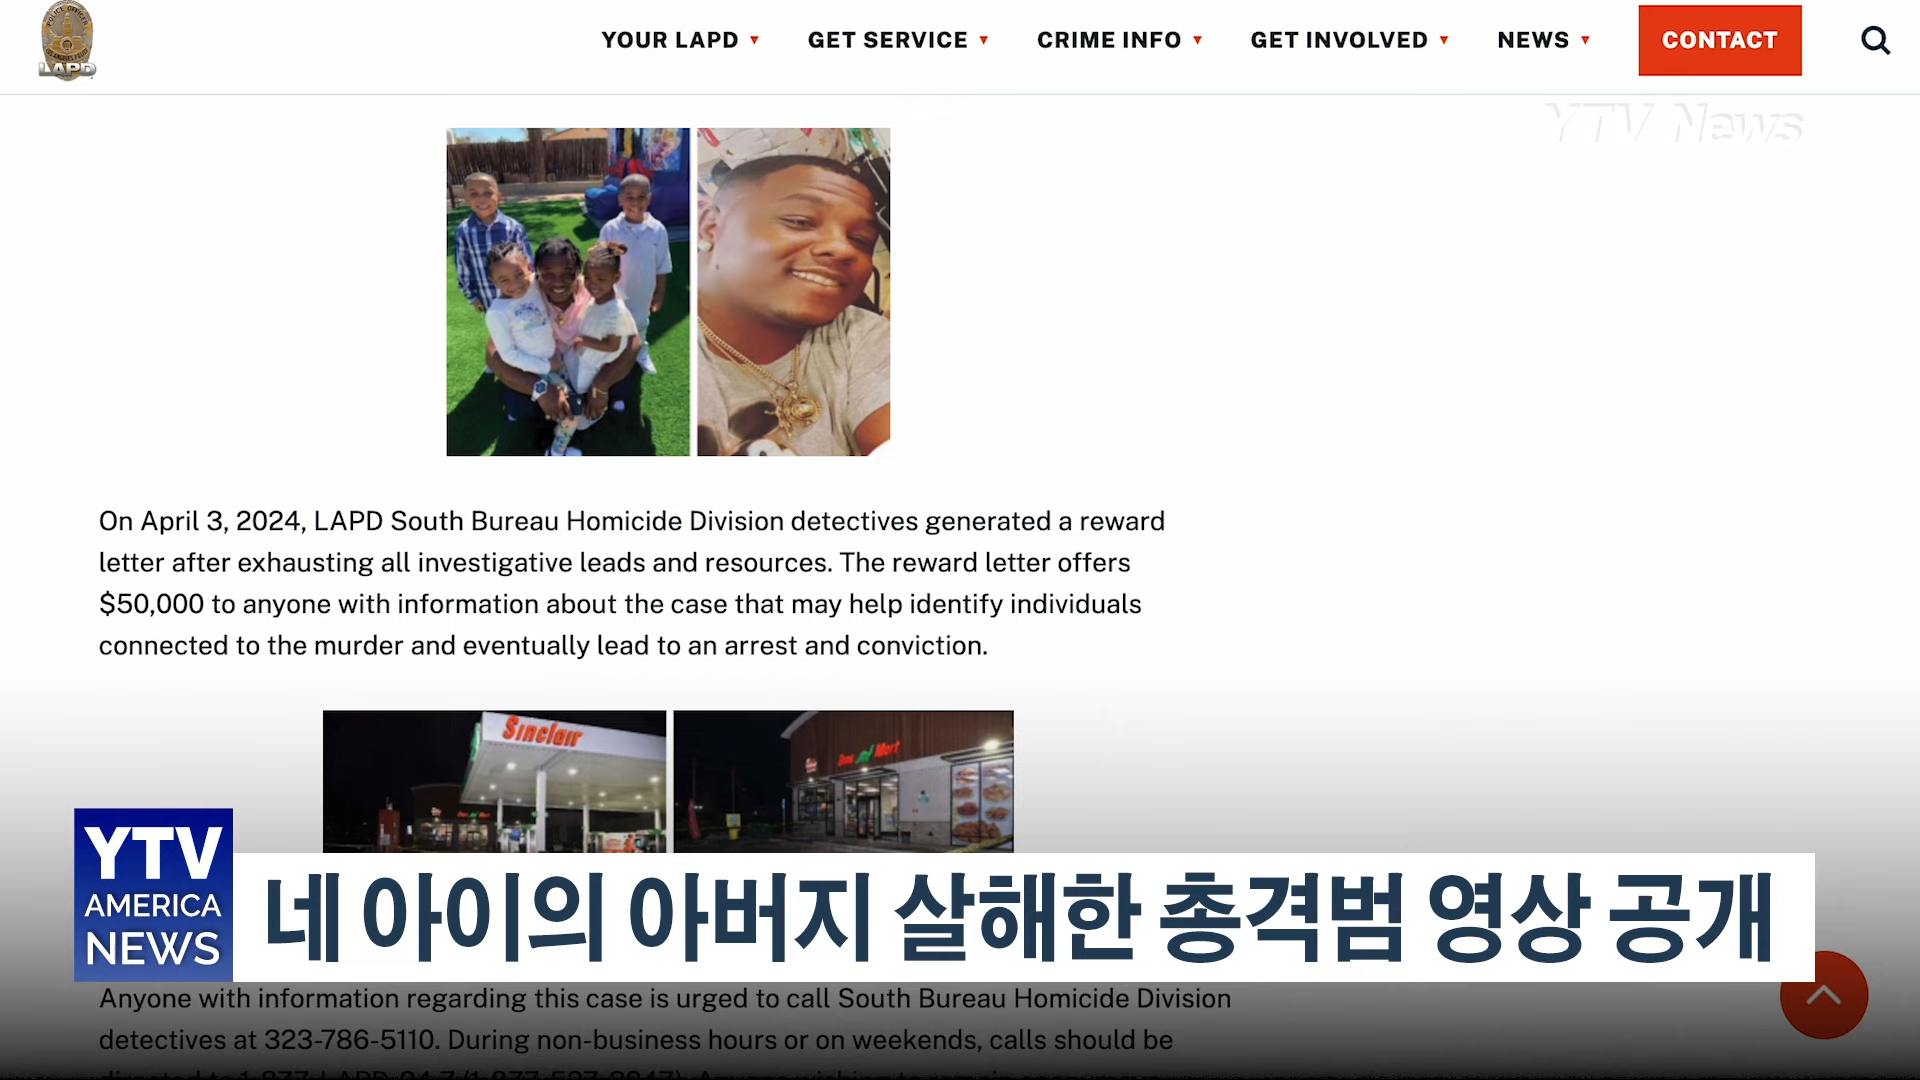 LAPD
YOUR LAPD
GET SERVICE
CRIME INFO
GET INVOLVED
NEWS
CONTACT
YTV News
On April 3, 2024, LAPD South Bureau Homicide Division detectives generated a reward
letter after exhausting all investigative leads and resources. The reward letter offers
$50,000 to anyone with information about the case that may help identify individuals
connected to the murder and eventually lead to an arrest and conviction.
Sinclair
Mart
YTV
AMERICA
NEWS
네 아이의 아버지 살해한 총격범 영상 공개
Anyone with information regarding this case is urged to call South Bureau Homicide Division
detectives at 323-786-5110. During non-business hours or on weekends, calls should be